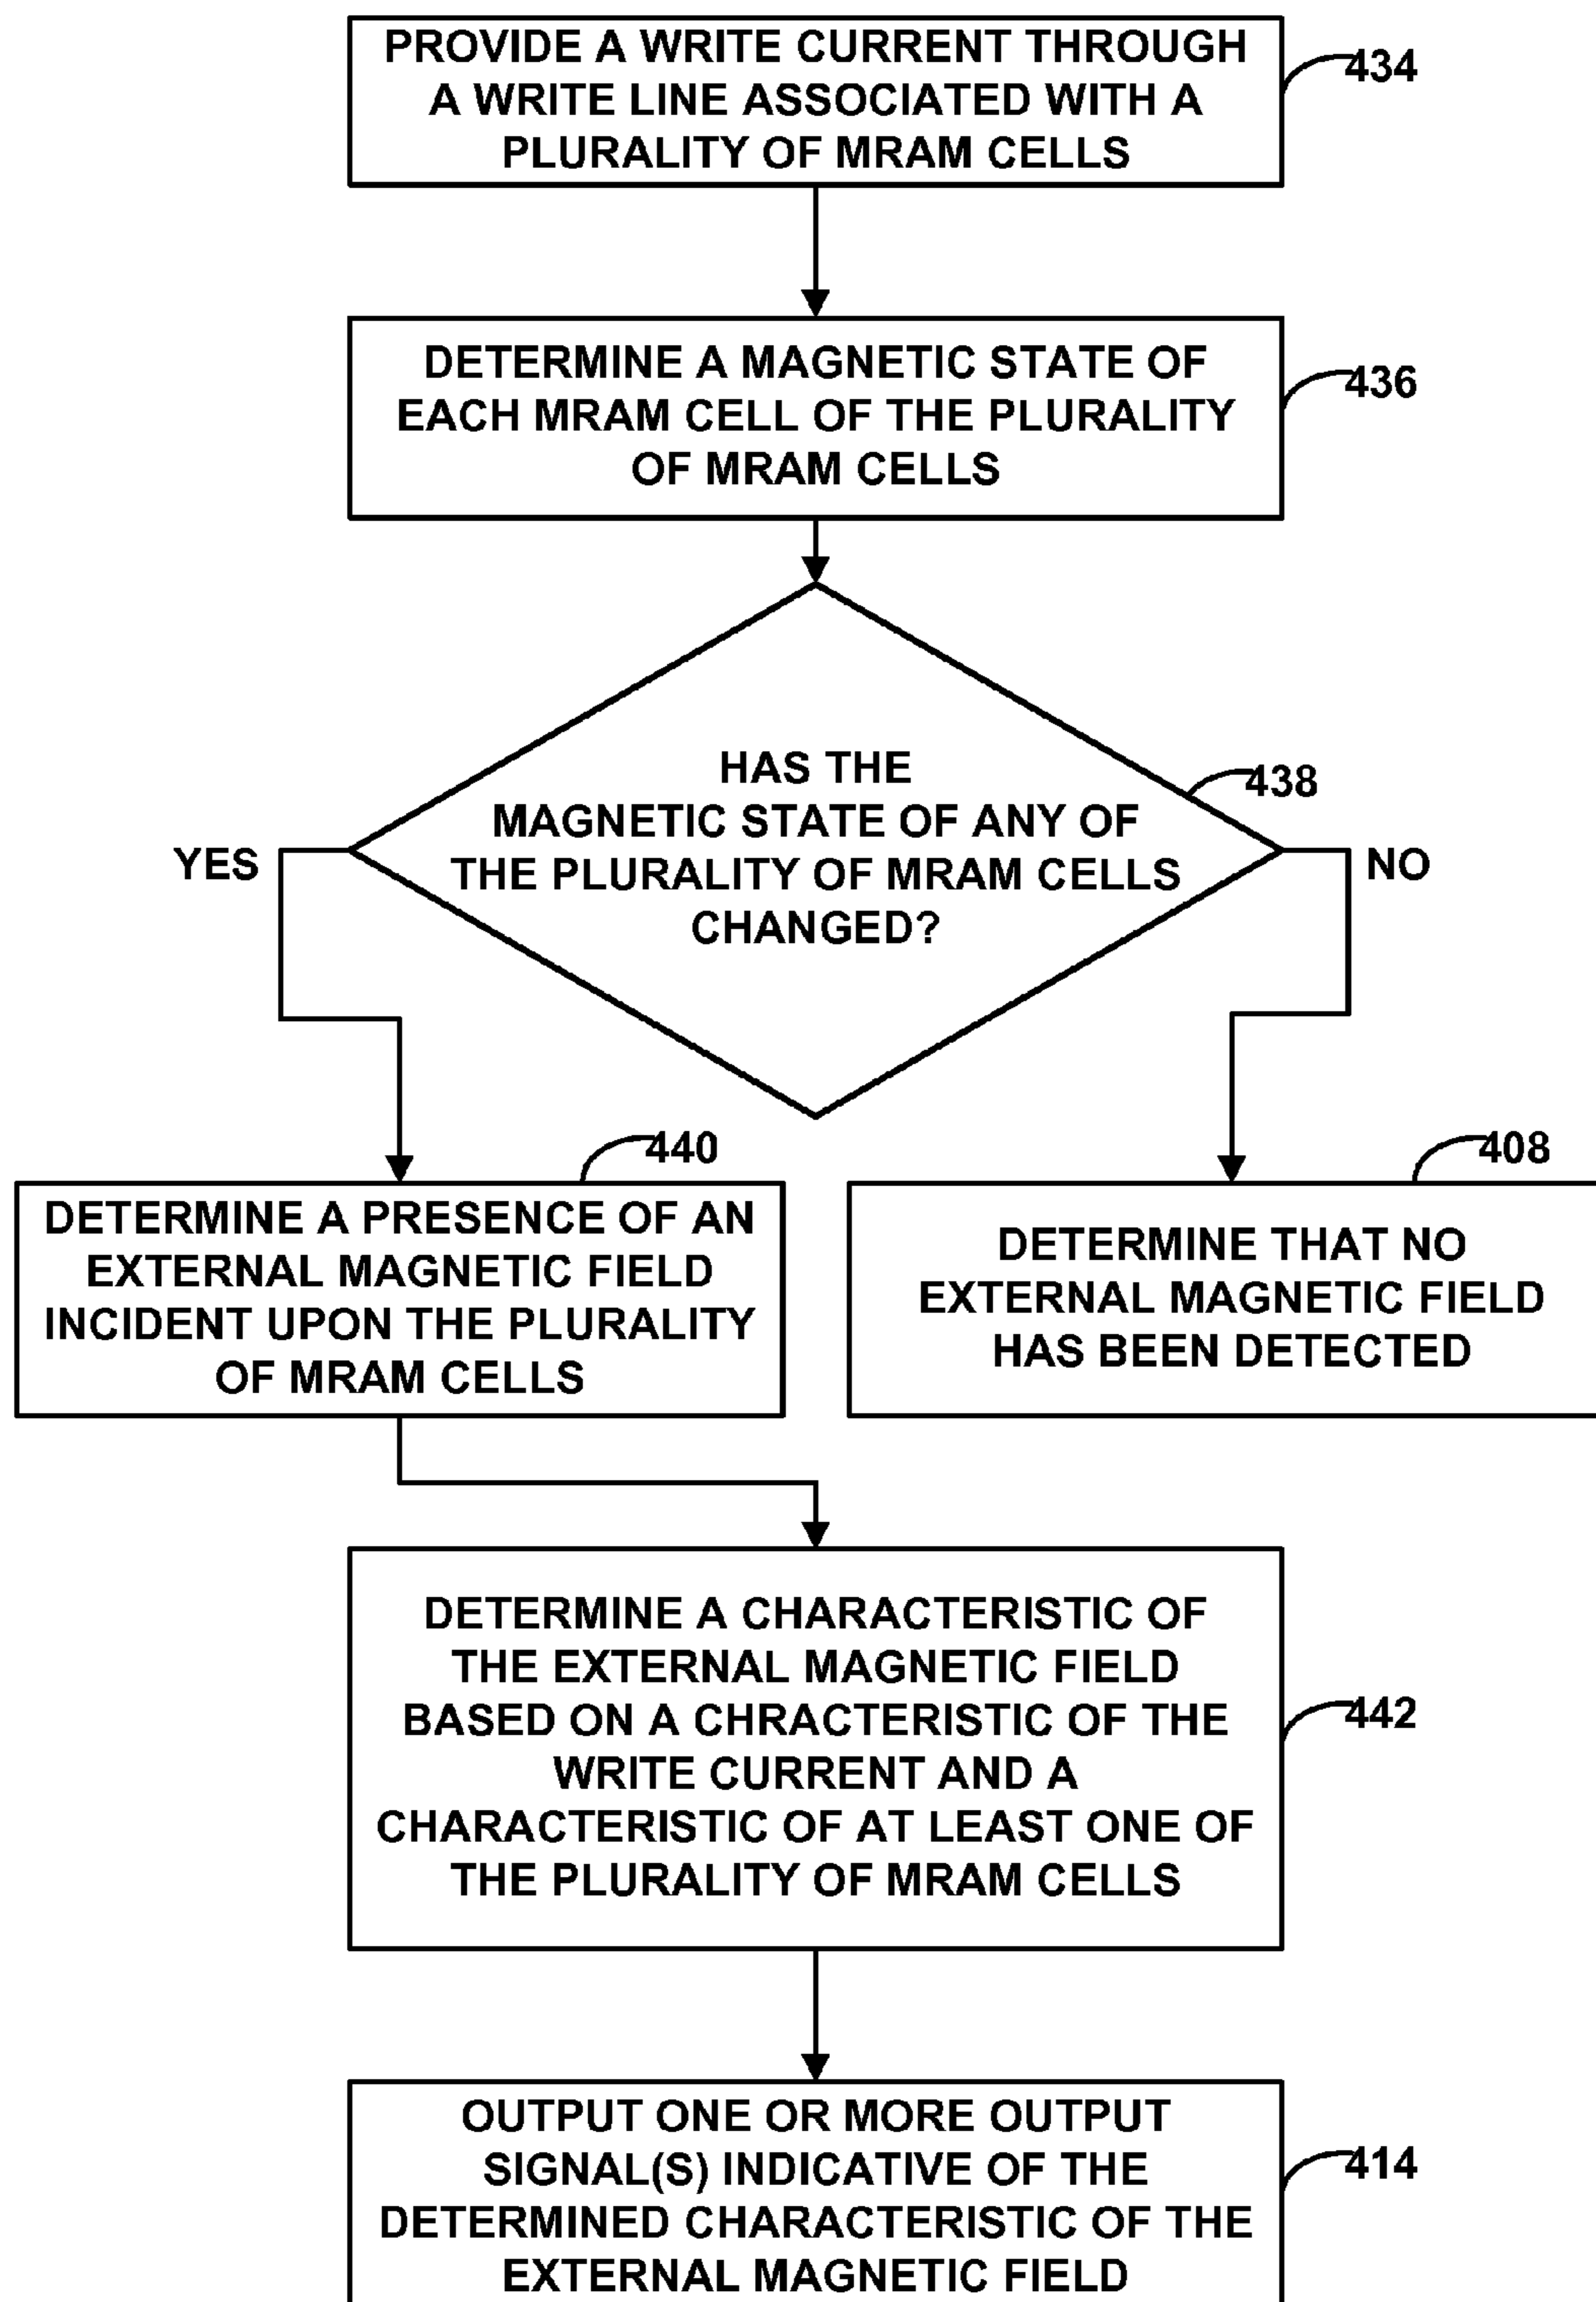 PROVIDE A WRITE CURRENT THROUGH
A WRITE LINE ASSOCIATED WITH A
PLURALITY OF MRAM CELLS
434
DETERMINE A MAGNETIC STATE OF
EACH MRAM CELL OF THE PLURALITY
OF MRAM CELLS
436
HAS THE
MAGNETIC STATE OF ANY OF
THE PLURALITY OF MRAM CELLS
CHANGED?
438
YES
NO
440
DETERMINE A PRESENCE OF AN
EXTERNAL MAGNETIC FIELD
INCIDENT UPON THE PLURALITY
OF MRAM CELLS
408
DETERMINE THAT NO
EXTERNAL MAGNETIC FIELD
HAS BEEN DETECTED
DETERMINE A CHARACTERISTIC OF
THE EXTERNAL MAGNETIC FIELD
BASED ON A CHRACTERISTIC OF THE
WRITE CURRENT AND A
CHARACTERISTIC OF AT LEAST ONE OF
THE PLURALITY OF MRAM CELLS
442
OUTPUT ONE OR MORE OUTPUT
SIGNAL(S) INDICATIVE OF THE
DETERMINED CHARACTERISTIC OF THE
EXTERNAL MAGNETIC FIELD
414